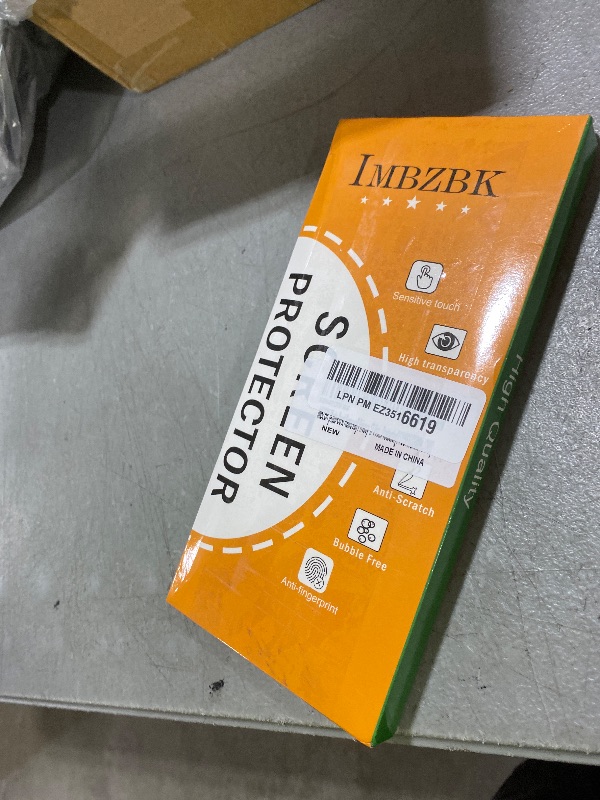 IMBZBK
SCREEN
PROTECTOR
Sensitive touch
High transparency
LPN PM EZ3516619
NEW
MADE IN CHINA
Anti-Scratch
Bubble Free
Anti-fingerprint
High Quality